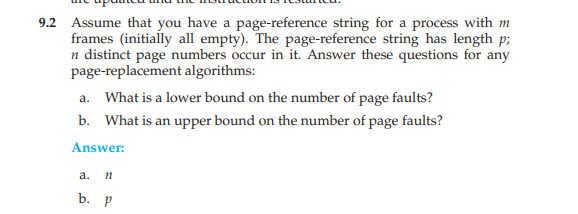 9.2 Assume that you have a page-reference string for a process with m
frames (initially all empty). The page-reference string has length p;
n distinct page numbers occur in it. Answer these questions for any
page-replacement algorithms:
a. What is a lower bound on the number of page faults?
b. What is an upper bound on the number of page faults?
Answer:
a. n
b. p